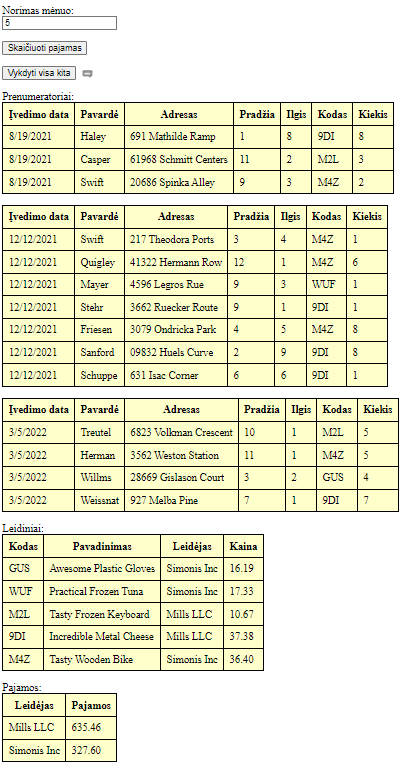 Norimas mėnuo:
5
Skaičiuoti pajamas
Vykdyti visa kita
Prenumeratoriai:
Įvedimo data Pavardė Adresas Pradžia Ilgis Kodas Kiekis
8/19/2021 Haley 691 Mathilde Ramp 1 8 9DI 8
8/19/2021 Casper 61968 Schmitt Centers 11 2 M2L 3
8/19/2021 Swift 20686 Spinka Alley 9 3 M4Z 2
Įvedimo data Pavardė Adresas Pradžia Ilgis Kodas Kiekis
12/12/2021 Swift 217 Theodora Ports 3 4 M4Z 1
12/12/2021 Quigley 41322 Hermann Row 12 1 M4Z 6
12/12/2021 Mayer 4596 Legros Rue 9 3 WUF 1
12/12/2021 Stehr 3662 Ruecker Route 9 1 9DI 1
12/12/2021 Friesen 3079 Ondricka Park 4 5 M4Z 8
12/12/2021 Sanford 09832 Huels Curve 2 9 9DI 8
12/12/2021 Schuppe 631 Isac Corner 6 6 9DI 1
Įvedimo data Pavardė Adresas Pradžia Ilgis Kodas Kiekis
3/5/2022 Treutel 6823 Volkman Crescent 10 1 M2L 5
3/5/2022 Herman 3562 Weston Station 11 1 M4Z 5
3/5/2022 Willms 28669 Gislason Court 3 2 GUS 4
3/5/2022 Weissnat 927 Melba Pine 7 1 9DI 7
Leidiniai:
Kodas Pavadinimas Leidėjas Kaina
GUS Awesome Plastic Gloves Simonis Inc 16.19
WUF Practical Frozen Tuna Simonis Inc 17.33
M2L Tasty Frozen Keyboard Mills LLC 10.67
9DI Incredible Metal Cheese Mills LLC 37.38
M4Z Tasty Wooden Bike Simonis Inc 36.40
Pajamos:
Leidėjas Pajamos
Mills LLC 635.46
Simonis Inc 327.60